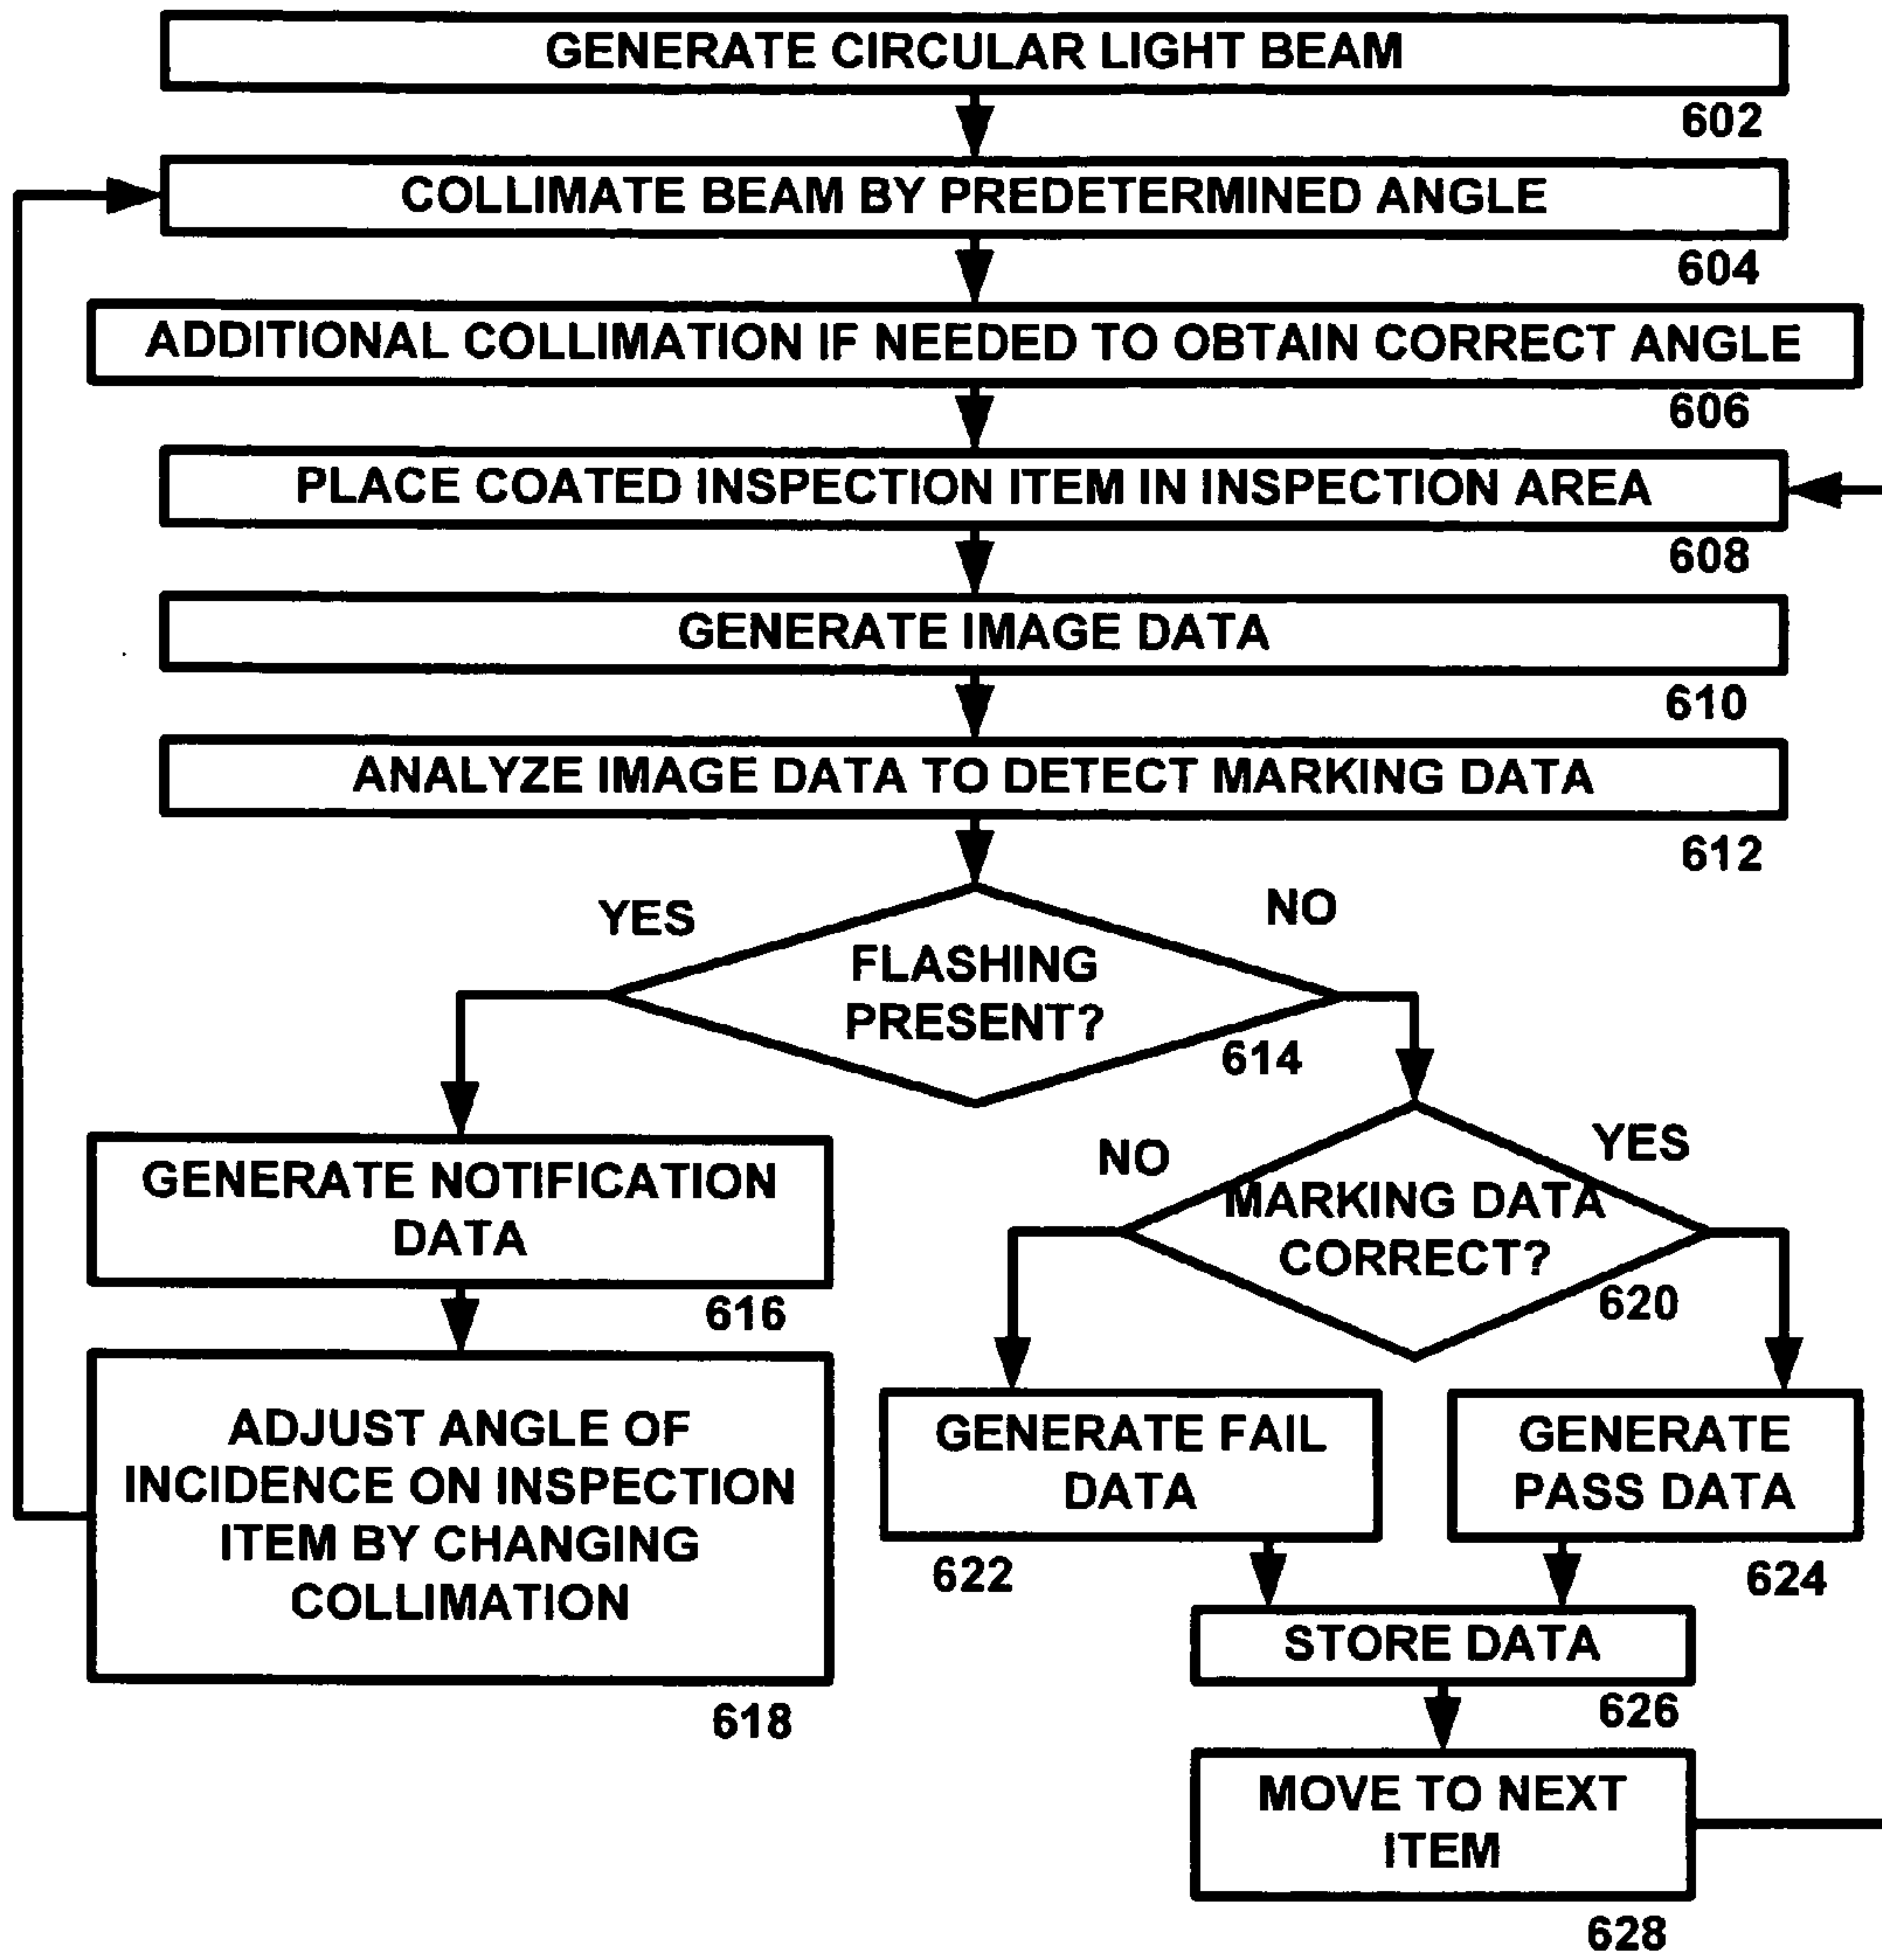 GENERATE CIRCULAR LIGHT BEAM
602
COLLIMATE BEAM BY PREDETERMINED ANGLE
604
ADDITIONAL COLLIMATION IF NEEDED TO OBTAIN CORRECT ANGLE
606
PLACE COATED INSPECTION ITEM IN INSPECTION AREA
608
GENERATE IMAGE DATA
610
ANALYZE IMAGE DATA TO DETECT MARKING DATA
612
YES
NO
FLASHING
PRESENT?
614
GENERATE NOTIFICATION
DATA
616
ADJUST ANGLE OF
INCIDENCE ON INSPECTION
ITEM BY CHANGING
COLLIMATION
618
NO
YES
MARKING DATA
CORRECT?
620
GENERATE FAIL
DATA
622
GENERATE
PASS DATA
624
STORE DATA
626
MOVE TO NEXT
ITEM
628